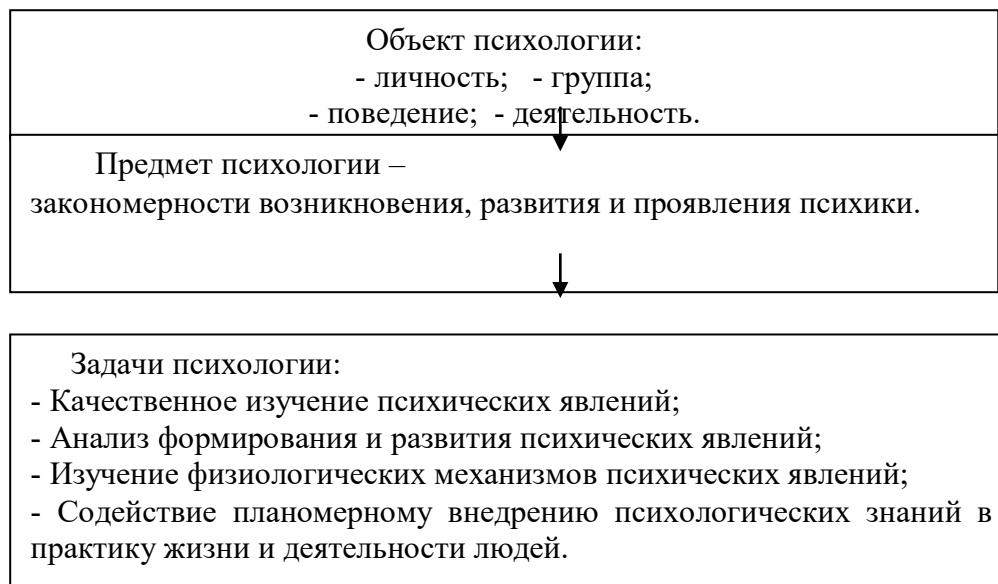 Объект психологии:
- личность; - группа;
- поведение; - деятельность.
Предмет психологии –
закономерности возникновения, развития и проявления психики.
Задачи психологии:
- Качественное изучение психических явлений;
- Анализ формирования и развития психических явлений;
- Изучение физиологических механизмов психических явлений;
- Содействие планомерному внедрению психологических знаний в
практику жизни и деятельности людей.